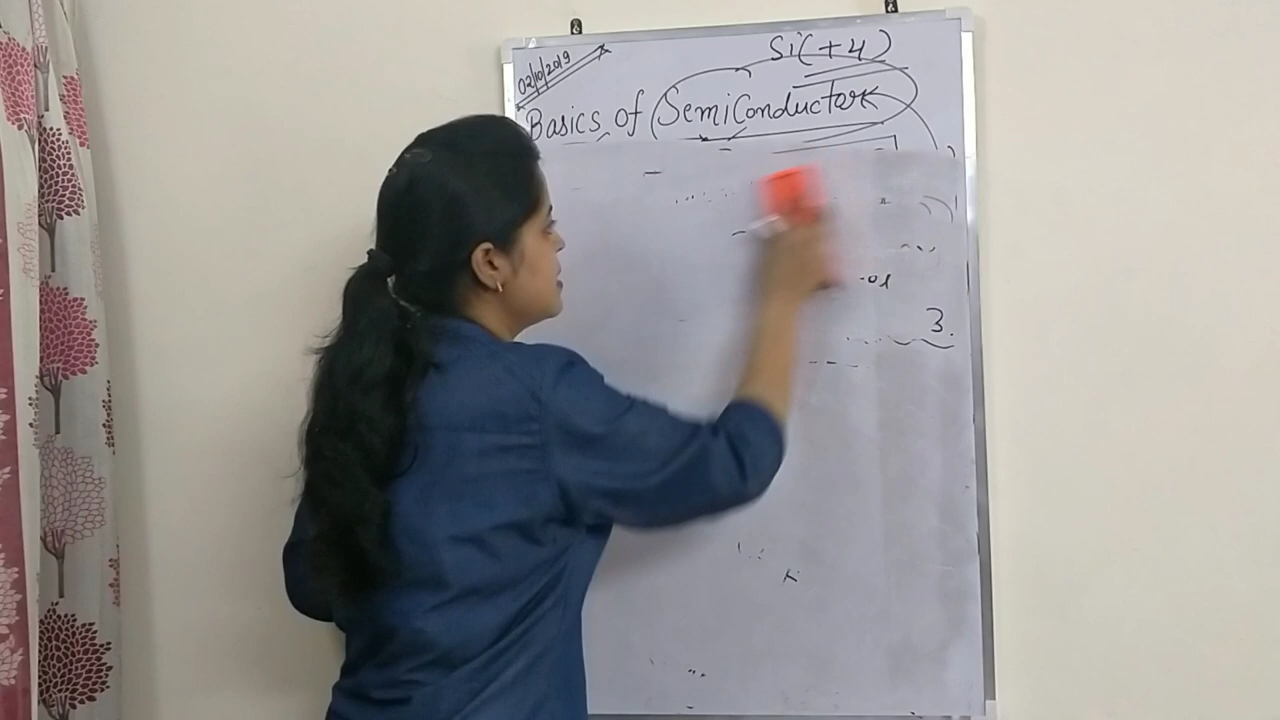 Si(+4)
02/10/2019
Basics of Semiconductors
3.